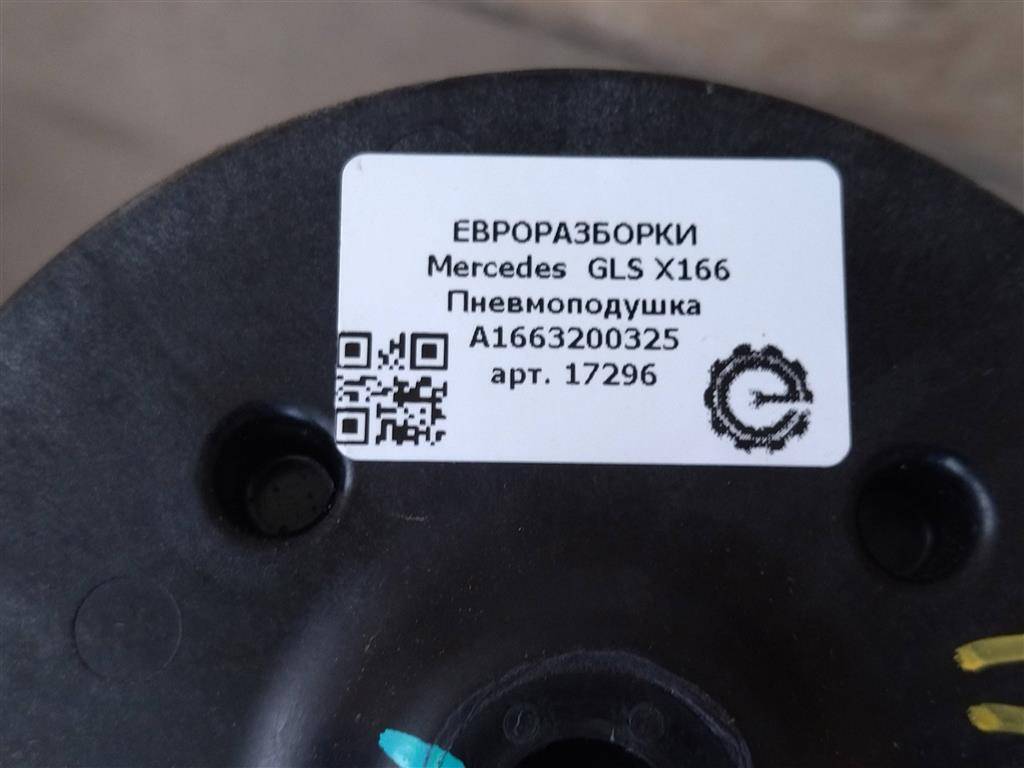 ЕВРОРАЗБОРКИ
Mercedes GLS X166
Пневмоподушка
A1663200325
арт. 17296